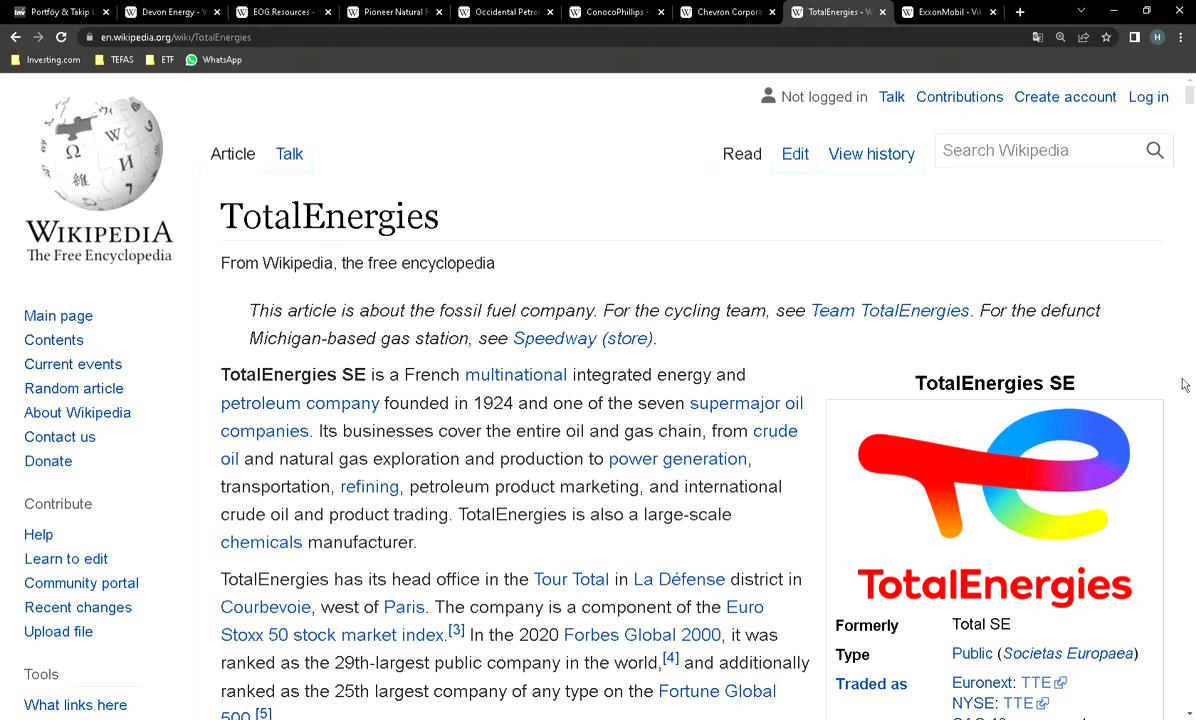 Portföy & Takip L
Devon Energy - V
EOG Resources -
Pioneer Natural F
Occidental Petrol
ConocoPhillips -
Chevron Corpora
TotalEnergies - W
ExxonMobil - Vik
en.wikipedia.org/wiki/TotalEnergies
H
Investing.com
TEFAS
ETF
WhatsApp
Not logged in Talk Contributions Create account Log in
Article Talk
Read Edit View history
Search Wikipedia
WIKIPEDIA
The Free Encyclopedia
Main page
Contents
Current events
Random article
About Wikipedia
Contact us
Donate
Contribute
Help
Learn to edit
Community portal
Recent changes
Upload file
Tools
What links here
TotalEnergies
From Wikipedia, the free encyclopedia
This article is about the fossil fuel company. For the cycling team, see Team TotalEnergies. For the defunct
Michigan-based gas station, see Speedway (store).
TotalEnergies SE is a French multinational integrated energy and
petroleum company founded in 1924 and one of the seven supermajor oil
companies. Its businesses cover the entire oil and gas chain, from crude
oil and natural gas exploration and production to power generation,
transportation, refining, petroleum product marketing, and international
crude oil and product trading. TotalEnergies is also a large-scale
chemicals manufacturer.
TotalEnergies has its head office in the Tour Total in La Défense district in
Courbevoie, west of Paris. The company is a component of the Euro
Stoxx 50 stock market index.[3] In the 2020 Forbes Global 2000, it was
ranked as the 29th-largest public company in the world,[4] and additionally
ranked as the 25th largest company of any type on the Fortune Global
500.[5]
TotalEnergies SE
TotalEnergies
Formerly Total SE
Type Public (Societas Europaea)
Traded as Euronext: TTE
NYSE: TTE